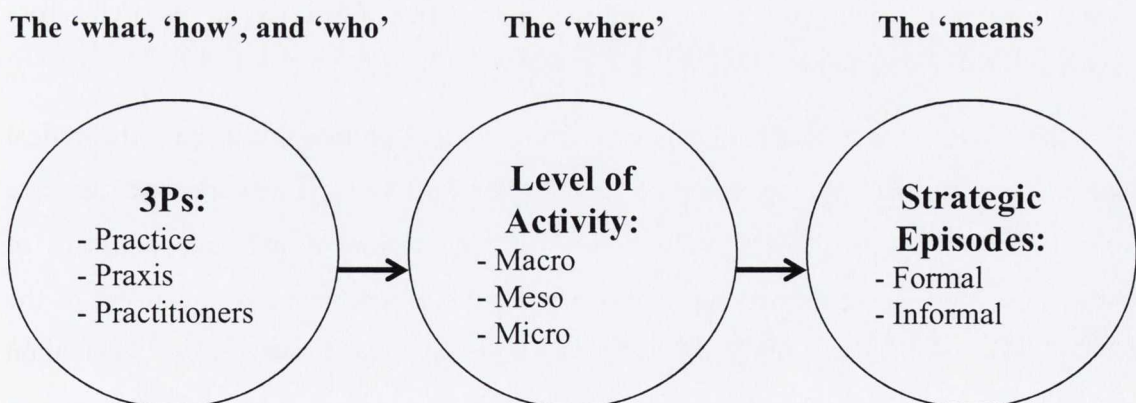 The ‘what, ‘how’, and ‘who’
The ‘where’
The ‘means’
3Ps:
- Practice
- Praxis
- Practitioners
Level of
Activity:
- Macro
- Meso
- Micro
Strategic
Episodes:
- Formal
- Informal